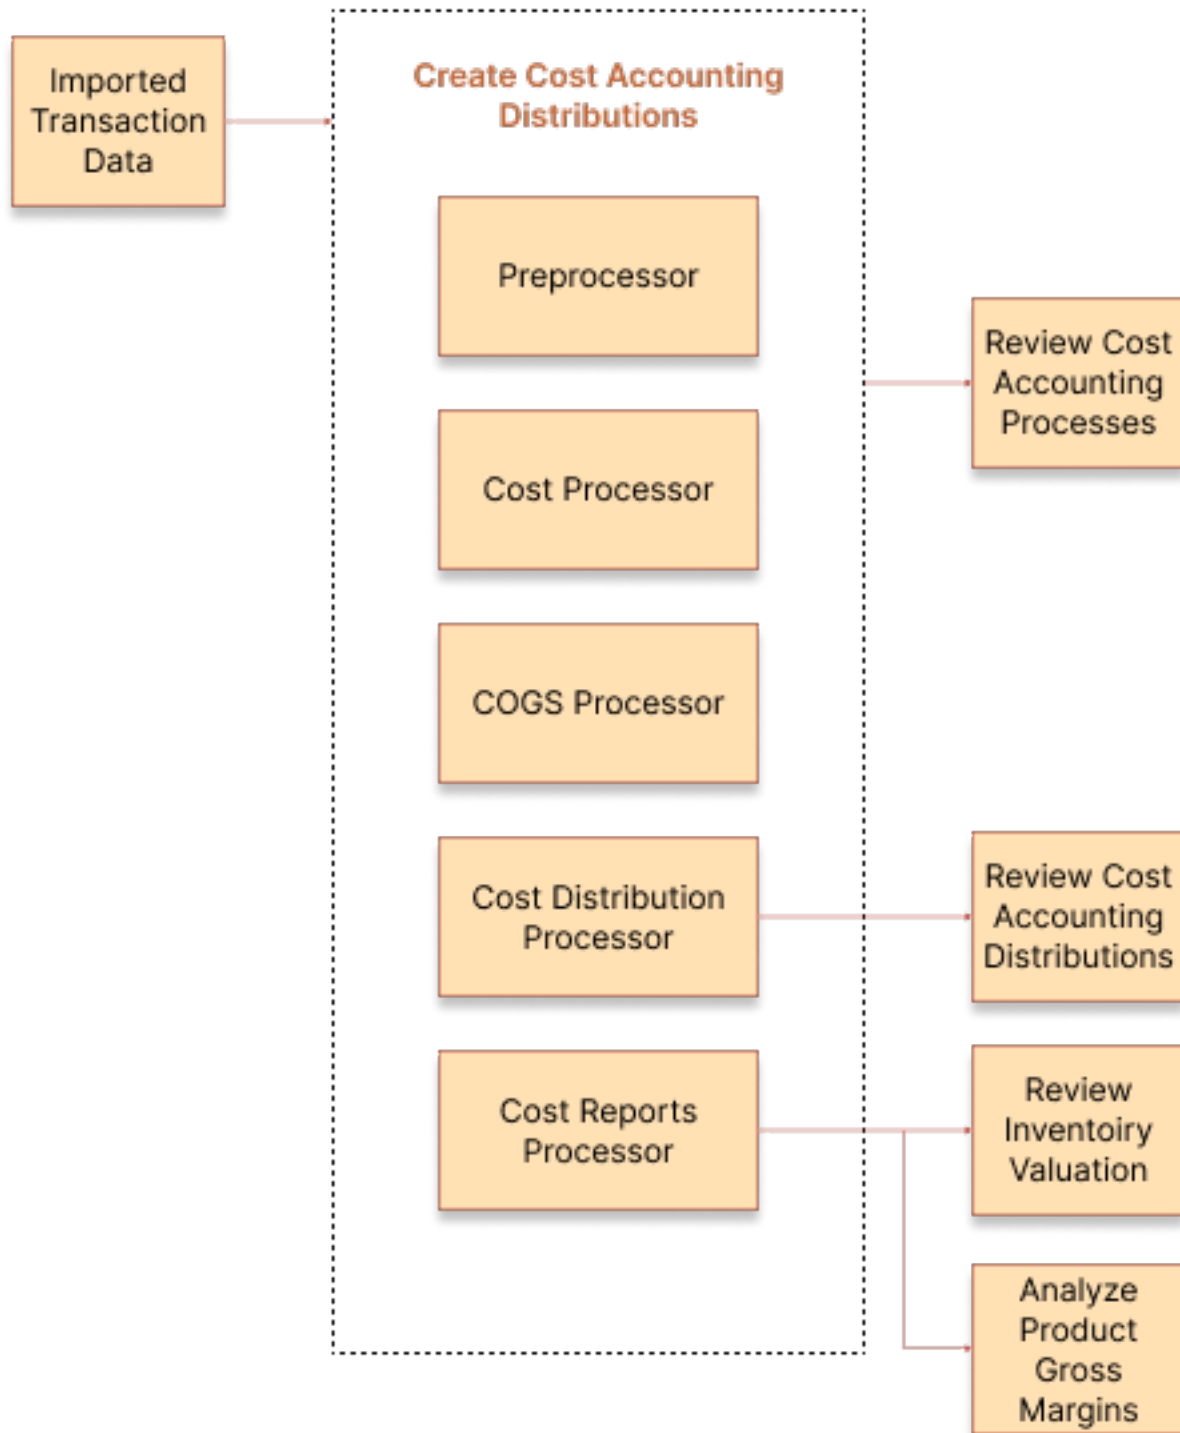 Imported
Transaction
Data
Create Cost Accounting
Distributions
Preprocessor
Cost Processor
COGS Processor
Cost Distribution
Processor
Cost Reports
Processor
Review Cost
Accounting
Processes
Review Cost
Accounting
Distributions
Review
Inventoiry
Valuation
Analyze
Product
Gross
Margins